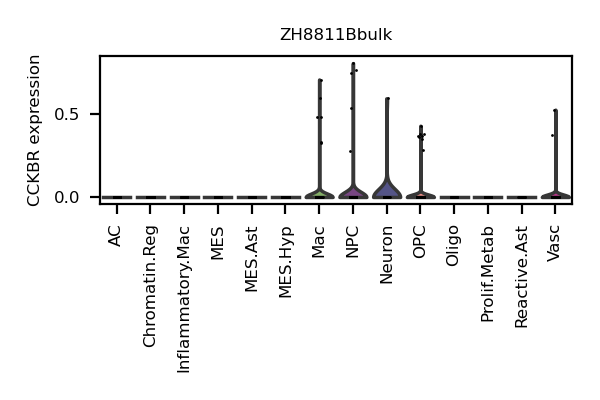 ZH8811Bbulk
CCKBR expression
0.5
0.0
AC
Chromatin.Reg
Inflammatory.Mac
MES
MES.Ast
MES.Hyp
Mac
NPC
Neuron
OPC
Oligo
Prolif.Metab
Reactive.Ast
Vasc